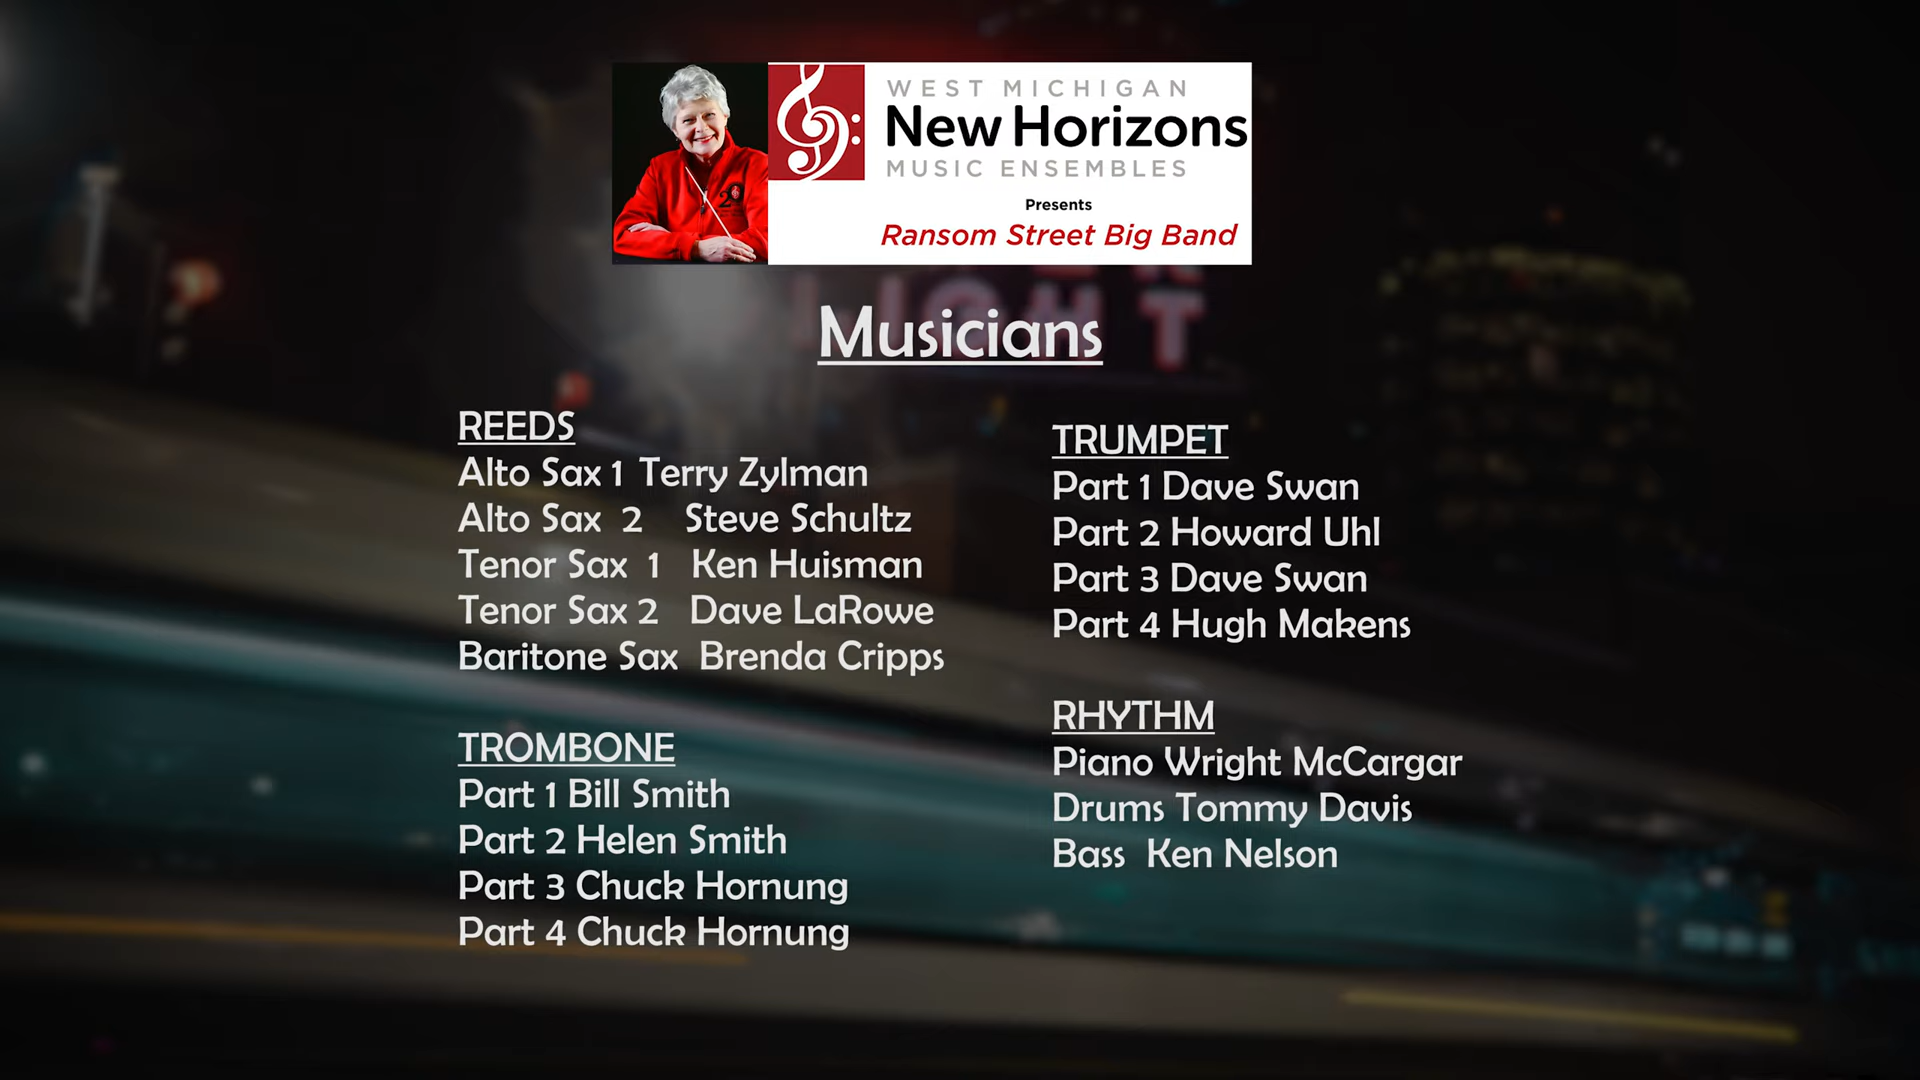 WEST MICHIGAN
New Horizons
MUSIC ENSEMBLES
Presents
Ransom Street Big Band
Musicians
REEDS
Alto Sax 1 Terry Zylman
Alto Sax 2 Steve Schultz
Tenor Sax 1 Ken Huisman
Tenor Sax 2 Dave LaRowe
Baritone Sax Brenda Cripps
TROMBONE
Part 1 Bill Smith
Part 2 Helen Smith
Part 3 Chuck Hornung
Part 4 Chuck Hornung
TRUMPET
Part 1 Dave Swan
Part 2 Howard Uhl
Part 3 Dave Swan
Part 4 Hugh Makens
RHYTHM
Piano Wright McCargar
Drums Tommy Davis
Bass Ken Nelson